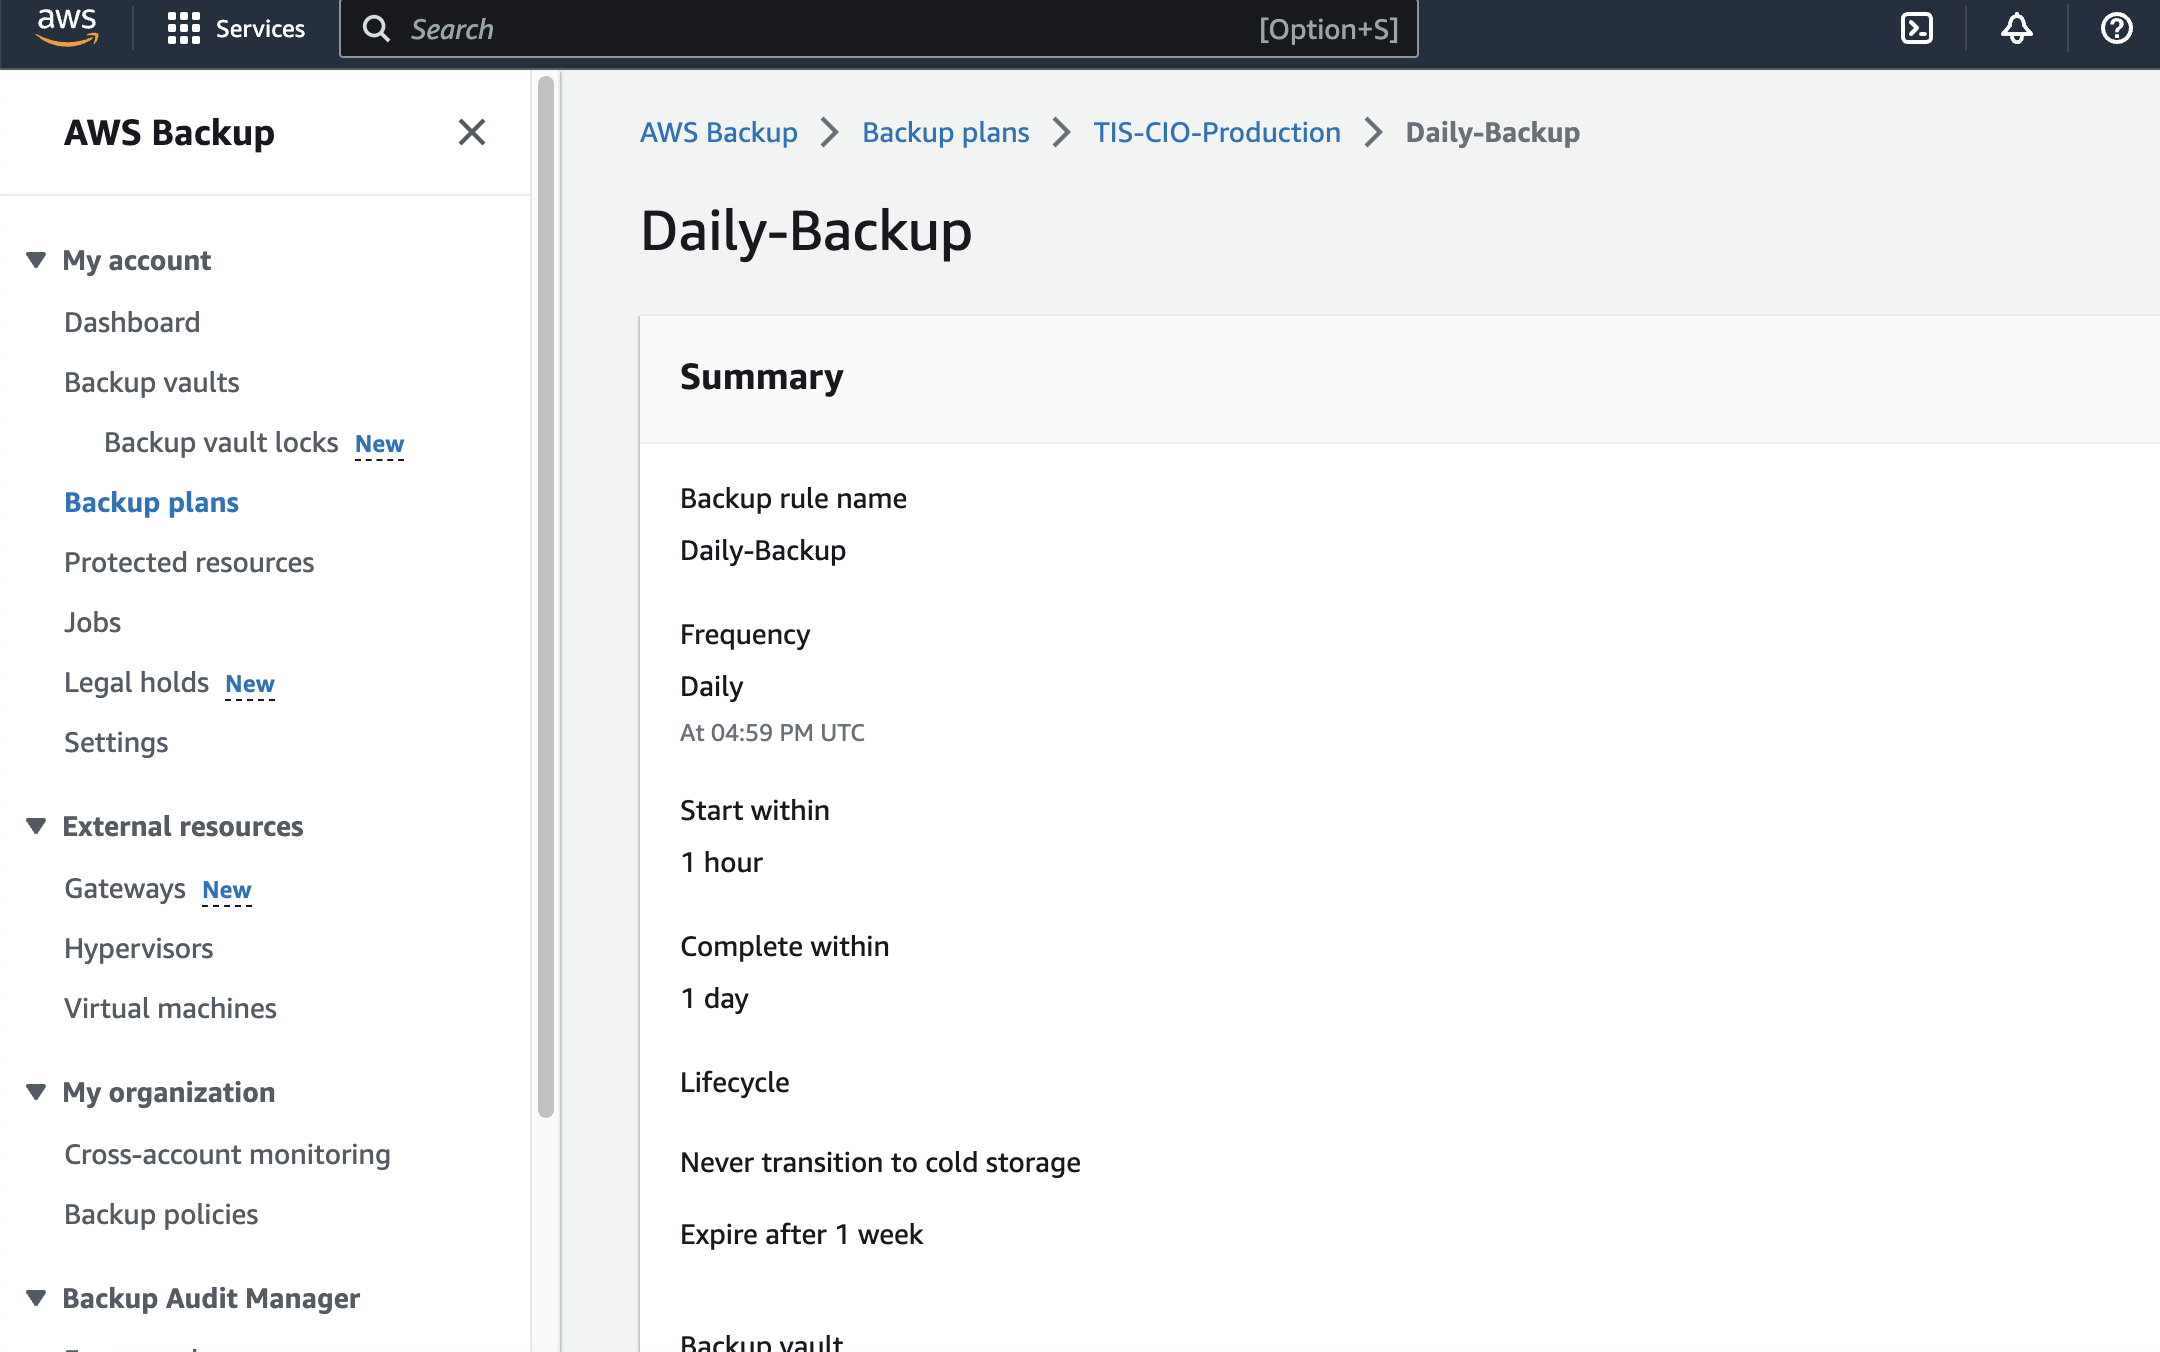 aws
Services
Search
[Option+S]
AWS Backup
My account
Dashboard
Backup vaults
Backup vault locks New
Backup plans
Protected resources
Jobs
Legal holds New
Settings
External resources
Gateways New
Hypervisors
Virtual machines
My organization
Cross-account monitoring
Backup policies
Backup Audit Manager
AWS Backup
Backup plans
TIS-CIO-Production
Daily-Backup
Daily-Backup
Summary
Backup rule name
Daily-Backup
Frequency
Daily
At 04:59 PM UTC
Start within
1 hour
Complete within
1 day
Lifecycle
Never transition to cold storage
Expire after 1 week
Backup vault